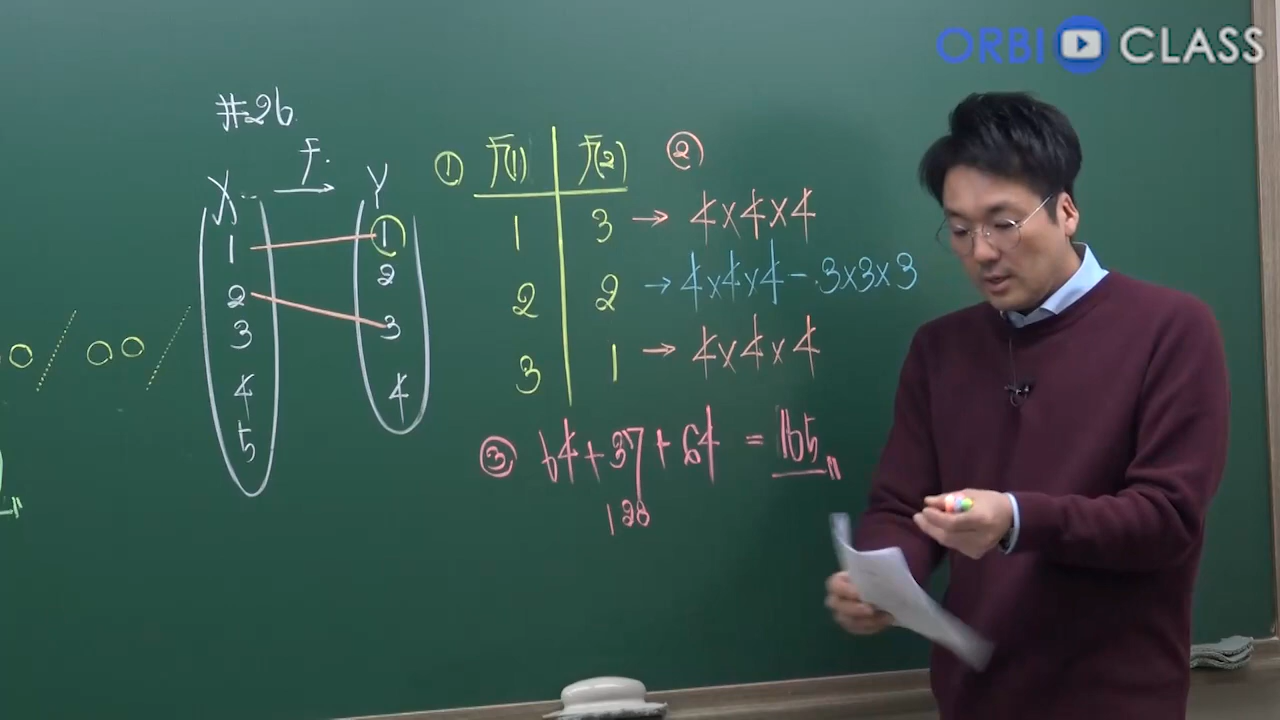 ORBI CLASS
#26.
f.
X → Y
1 1
2 2
3 3
4 4
5
① f(1) f(2) ②
1 3 → 4×4×4
2 2 → 4×4×4-3×3×3
3 1 → 4×4×4
③ 64+37+64 = 165
128
00/ 00/